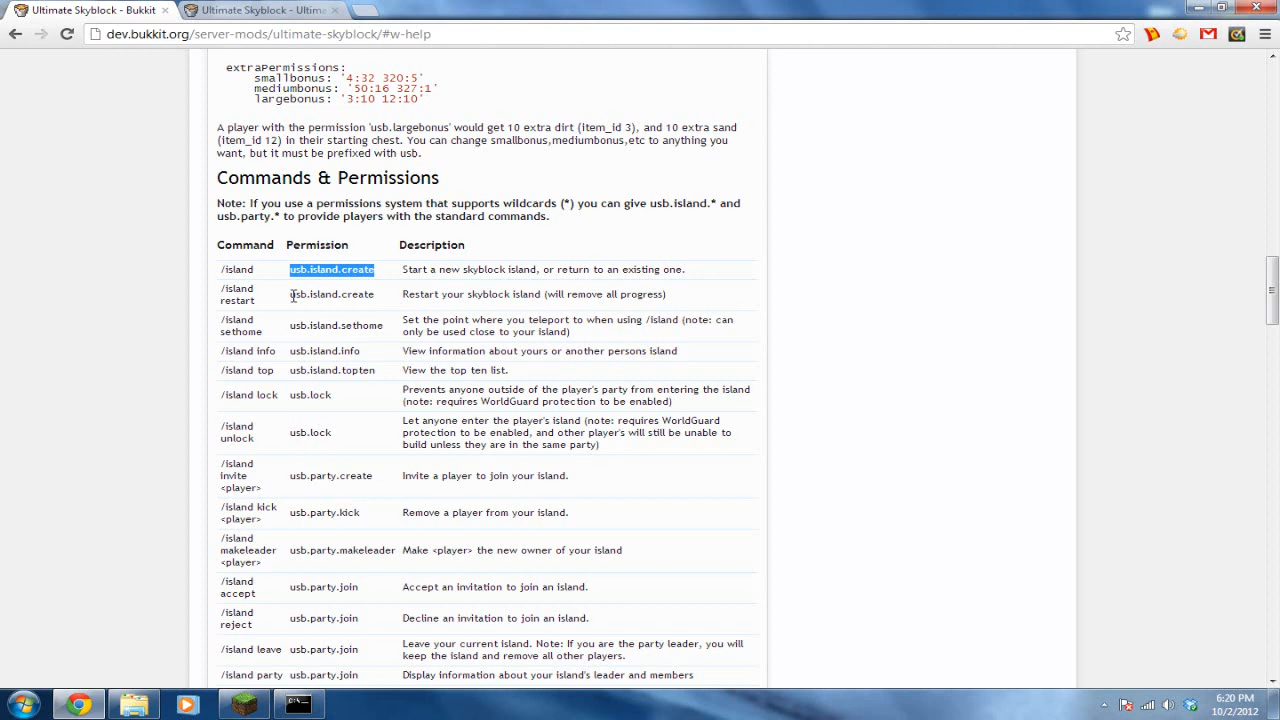 Ultimate Skyblock - Bukkit
Ultimate Skyblock - Ultima
dev.bukkit.org/server-mods/ultimate-skyblock/#w-help
extraPermissions:
smallbonus: '4:32 320:5'
mediumbonus: '50:16 327:1'
largebonus: '3:10 12:10'
A player with the permission 'usb.largebonus' would get 10 extra dirt (item_id 3), and 10 extra sand
(item_id 12) in their starting chest. You can change smallbonus,mediumbonus,etc to anything you
want, but it must be prefixed with usb.
Commands & Permissions
Note: If you use a permissions system that supports wildcards (*) you can give usb.island.* and
usb.party.* to provide players with the standard commands.
Command Permission Description
/island usb.island.create Start a new skyblock island, or return to an existing one.
/island
restart usb.island.create Restart your skyblock island (will remove all progress)
/island
sethome usb.island.sethome Set the point where you teleport to when using /island (note: can
only be used close to your island)
/island info usb.island.info View information about yours or another persons island
/island top usb.island.topten View the top ten list.
/island lock usb.lock Prevents anyone outside of the player's party from entering the island
(note: requires WorldGuard protection to be enabled)
/island
unlock usb.lock Let anyone enter the player's island (note: requires WorldGuard
protection to be enabled, and other player's will still be unable to
build unless they are in the same party)
/island
invite
<player> usb.party.create Invite a player to join your island.
/island kick
<player> usb.party.kick Remove a player from your island.
/island
makeleader
<player> usb.party.makeleader Make <player> the new owner of your island
/island
accept usb.party.join Accept an invitation to join an island.
/island
reject usb.party.join Decline an invitation to join an island.
/island leave usb.party.join Leave your current island. Note: If you are the party leader, you will
keep the island and remove all other players.
/island party usb.party.join Display information about your island's leader and members
6:20 PM
10/2/2012